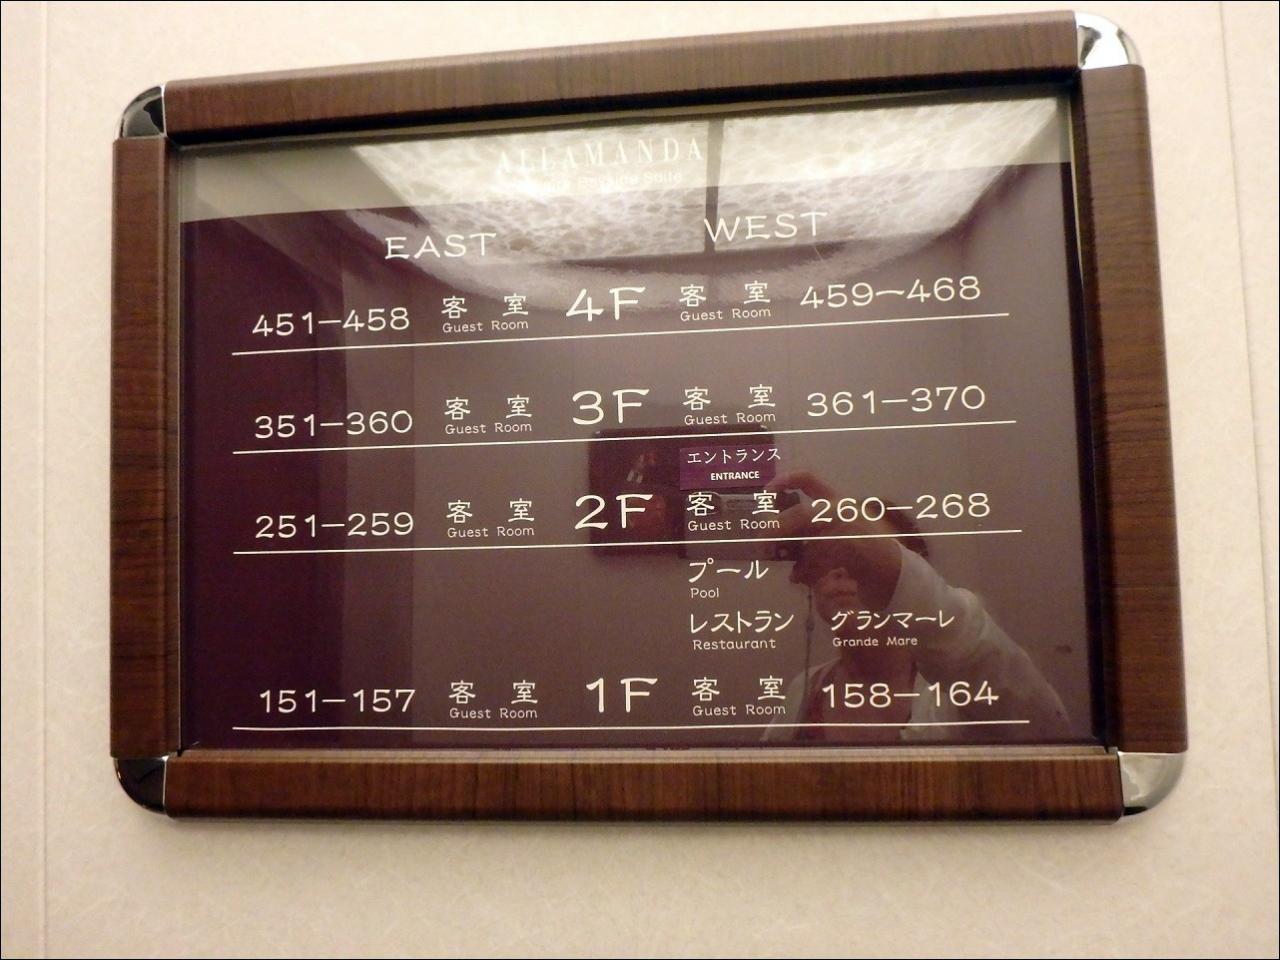 ALLAMANDA
Bayside Suite
EAST WEST
451-458 客室 4F 客室 459-468
Guest Room Guest Room
351-360 客室 3F 客室 361-370
Guest Room Guest Room
エントランス
ENTRANCE
251-259 客室 2F 客室 260-268
Guest Room Guest Room
プール
Pool
レストラン グランマーレ
Restaurant Grande Mare
151-157 客室 1F 客室 158-164
Guest Room Guest Room